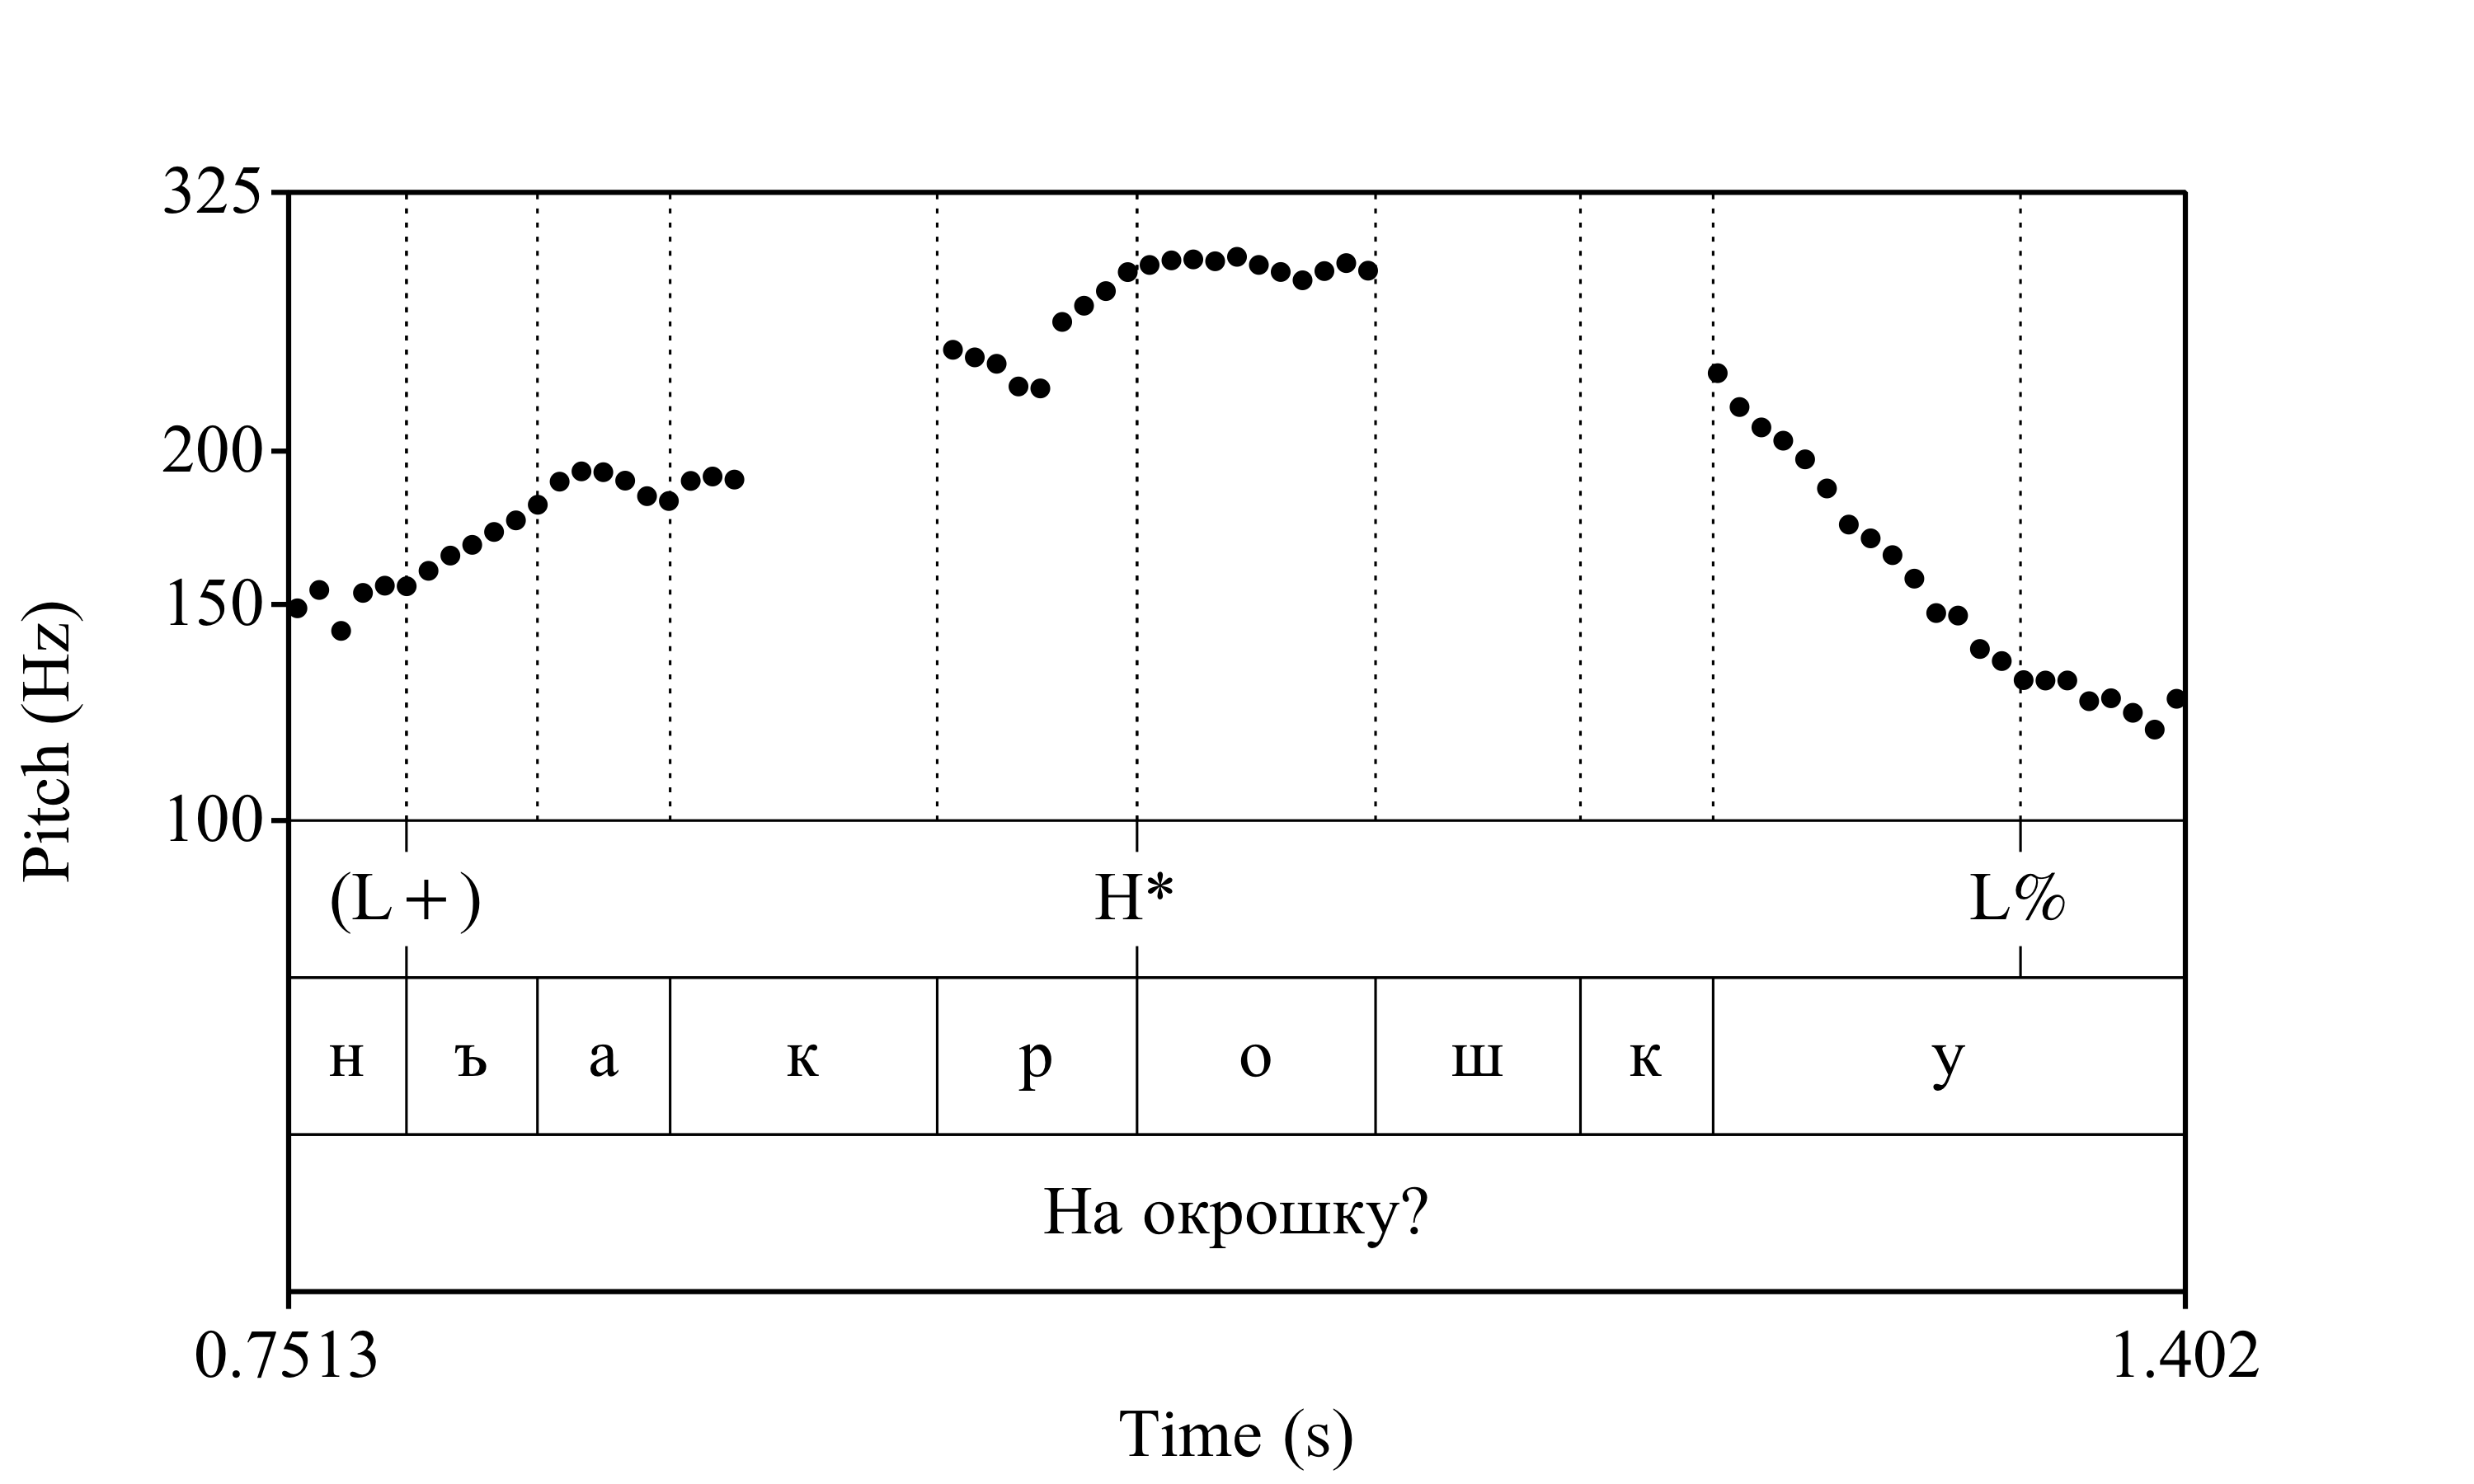 325
200
150
100
Pitch (Hz)
(L+) H* L%
н ъ а к р о ш к у
На окрошку?
0.7513 1.402
Time (s)